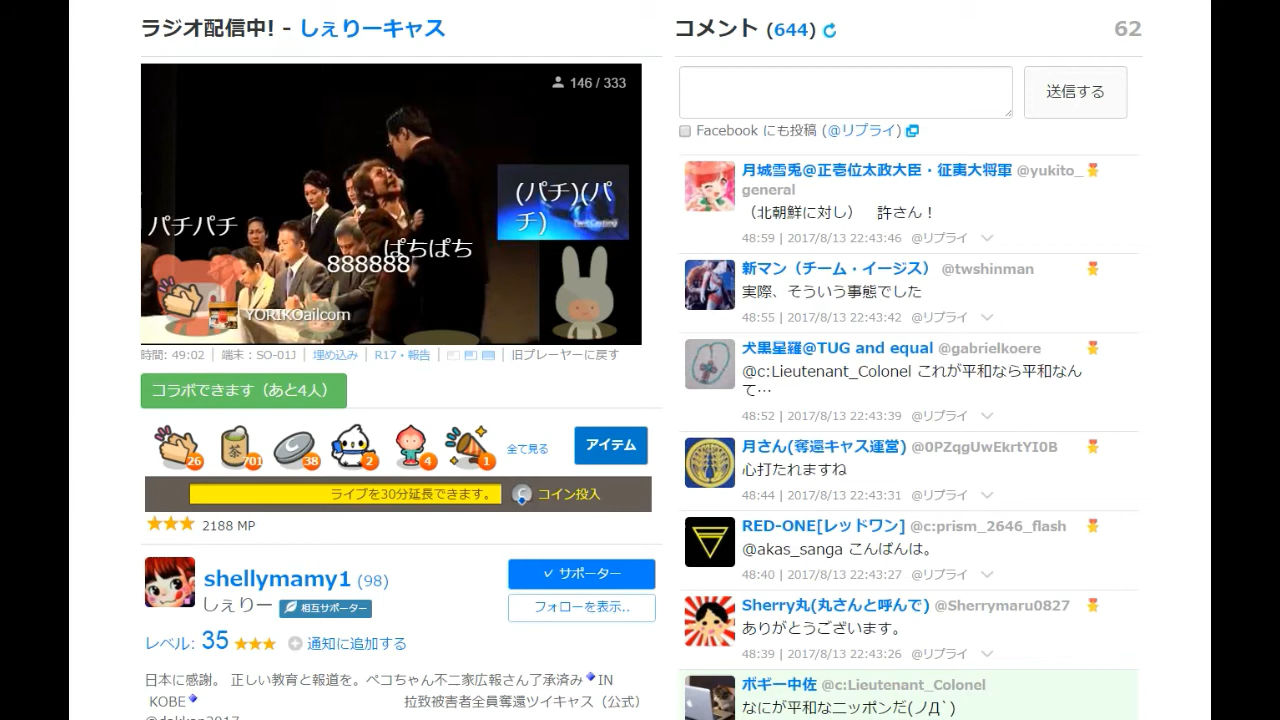 ラジオ配信中! - しぇりーキャス
146 / 333
(パチ)(パ
チ)
TwitCasting
パチパチ
ぱちぱち
888888
YORIKOailcom
時間: 49:02 | 端末 : SO-01J | 埋め込み | R17・報告 | 旧プレーヤーに戻す
コラボできます (あと4人)
26
701
38
2
4
1
全て見る
アイテム
ライブを30分延長できます。
C コイン投入
2188 MP
shellymamy1 (98)
しぇりー 相互サポーター
✓ サポーター
フォローを表示..
レベル: 35 通知に追加する
日本に感謝。 正しい教育と報道を。ペコちゃん不二家広報さん了承済み IN
KOBE 拉致被害者全員奪還ツイキャス（公式）
@dakkan2017
コメント (644)
62
送信する
Facebook にも投稿 (@リプライ)
月城雪兎@正壱位太政大臣・征夷大将軍 @yukito_
general
（北朝鮮に対し） 許さん！
48:59 | 2017/8/13 22:43:46 @リプライ
新マン（チーム・イージス） @twshinman
実際、そういう事態でした
48:55 | 2017/8/13 22:43:42 @リプライ
犬黒星羅@TUG and equal @gabrielkoere
@c:Lieutenant_Colonel これが平和なら平和なん
て…
48:52 | 2017/8/13 22:43:39 @リプライ
月さん(奪還キャス運営) @0PZqgUwEkrtYI0B
心打たれますね
48:44 | 2017/8/13 22:43:31 @リプライ
RED-ONE[レッドワン] @c:prism_2646_flash
@akas_sanga こんばんは。
48:40 | 2017/8/13 22:43:27 @リプライ
Sherry丸(丸さんと呼んで) @Sherrymaru0827
ありがとうございます。
48:39 | 2017/8/13 22:43:26 @リプライ
ボギー中佐 @c:Lieutenant_Colonel
なにが平和なニッポンだ(ノД`)